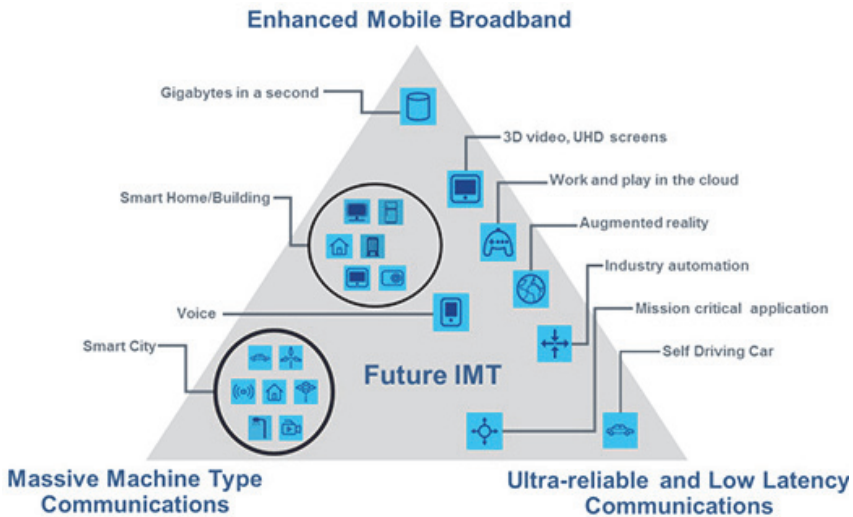 Enhanced Mobile Broadband
Gigabytes in a second
3D video, UHD screens
Smart Home/Building
Work and play in the cloud
Augmented reality
Industry automation
Mission critical application
Voice
Smart City
Self Driving Car
Future IMT
Massive Machine Type
Communications
Ultra-reliable and Low Latency
Communications